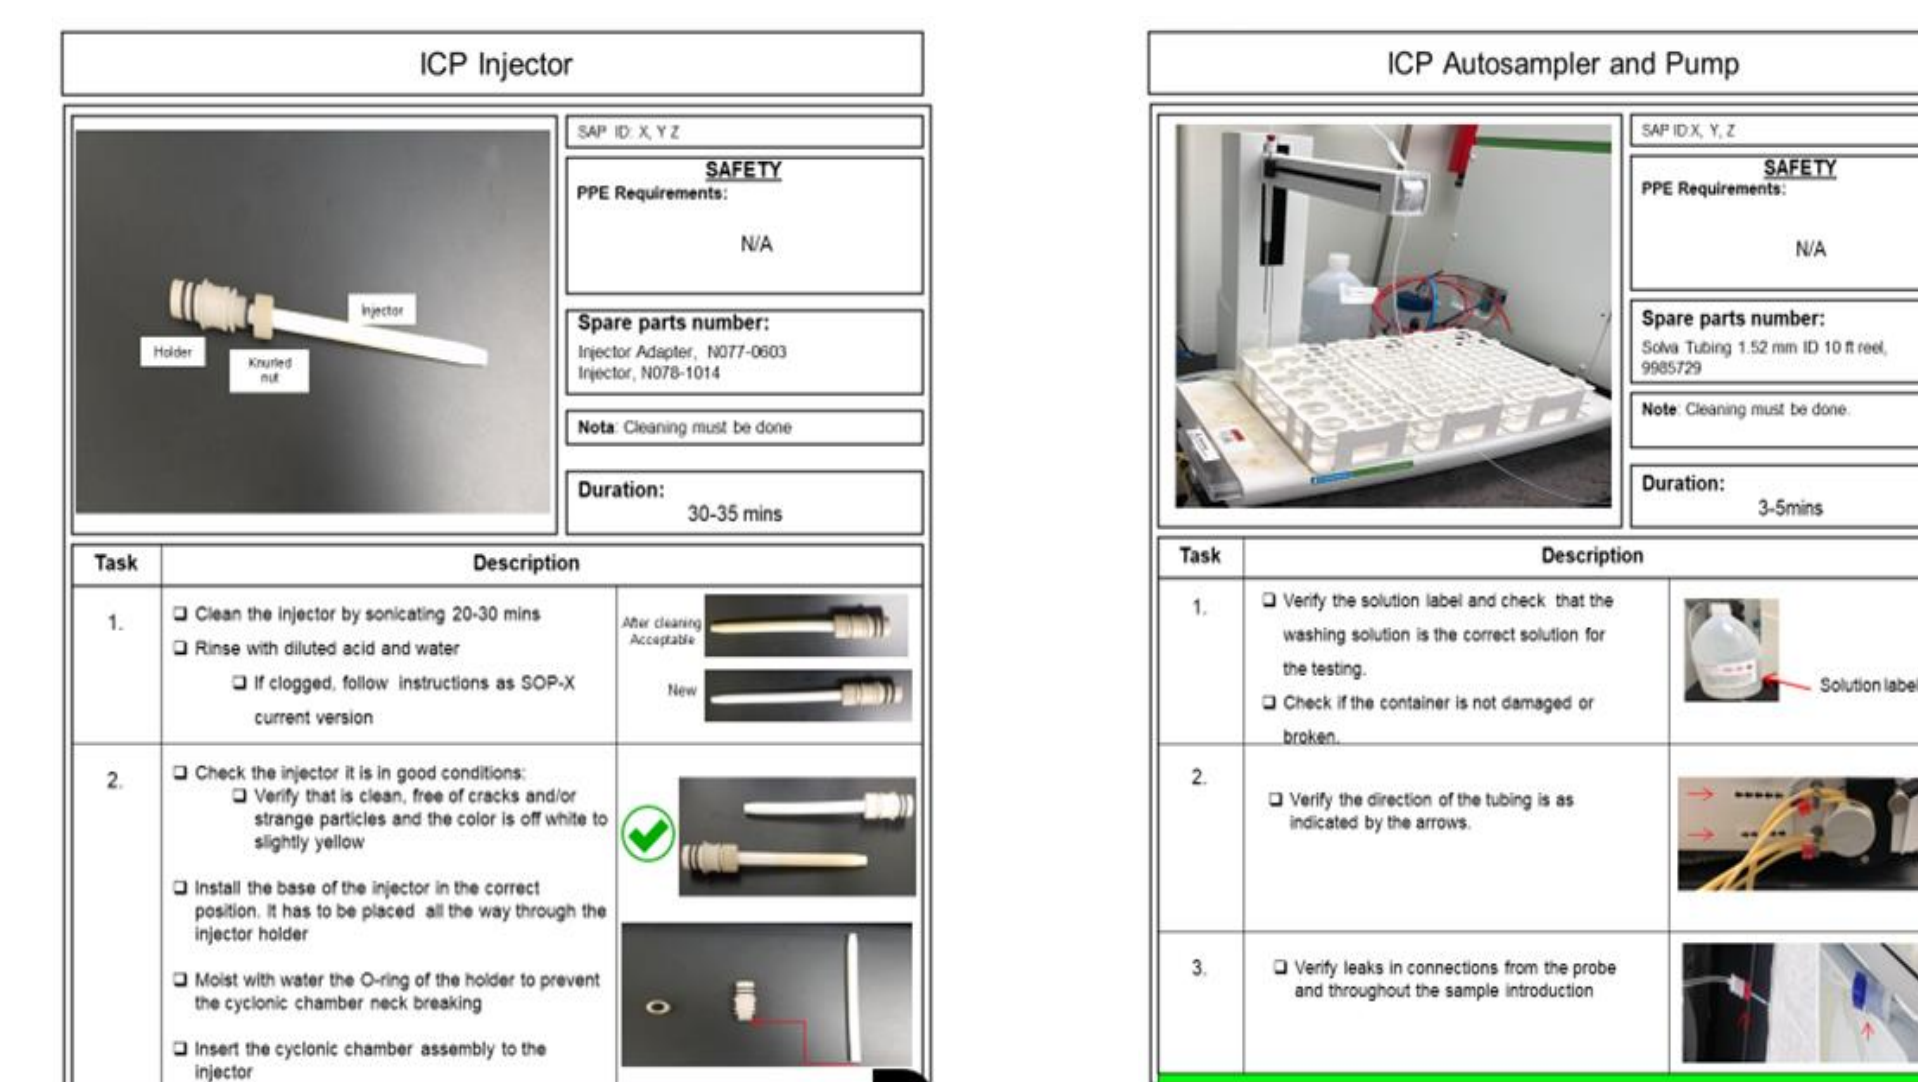 ICP Injector
SAP ID: X, Y Z
SAFETY
PPE Requirements:
N/A
Injector
Holder
Knurled
nut
Spare parts number:
Injector Adapter, N077-0603
Injector, N078-1014
Nota: Cleaning must be done
Duration:
30-35 mins
Task
Description
1.
❑ Clean the injector by sonicating 20-30 mins
❑ Rinse with diluted acid and water
❑ If clogged, follow instructions as SOP-X
current version
After cleaning
Acceptable
New
2.
❑ Check the injector it is in good conditions:
❑ Verify that is clean, free of cracks and/or
strange particles and the color is off white to
slightly yellow
❑ Install the base of the injector in the correct
position. It has to be placed all the way through the
injector holder
❑ Moist with water the O-ring of the holder to prevent
the cyclonic chamber neck breaking
❑ Insert the cyclonic chamber assembly to the
injector
ICP Autosampler and Pump
SAP ID:X, Y, Z
SAFETY
PPE Requirements:
N/A
Spare parts number:
Solva Tubing 1.52 mm ID 10 ft reel,
9985729
Note: Cleaning must be done.
Duration:
3-5mins
Task
Description
1.
❑ Verify the solution label and check that the
washing solution is the correct solution for
the testing.
❑ Check if the container is not damaged or
broken.
Solution label
2.
❑ Verify the direction of the tubing is as
indicated by the arrows.
3.
❑ Verify leaks in connections from the probe
and throughout the sample introduction